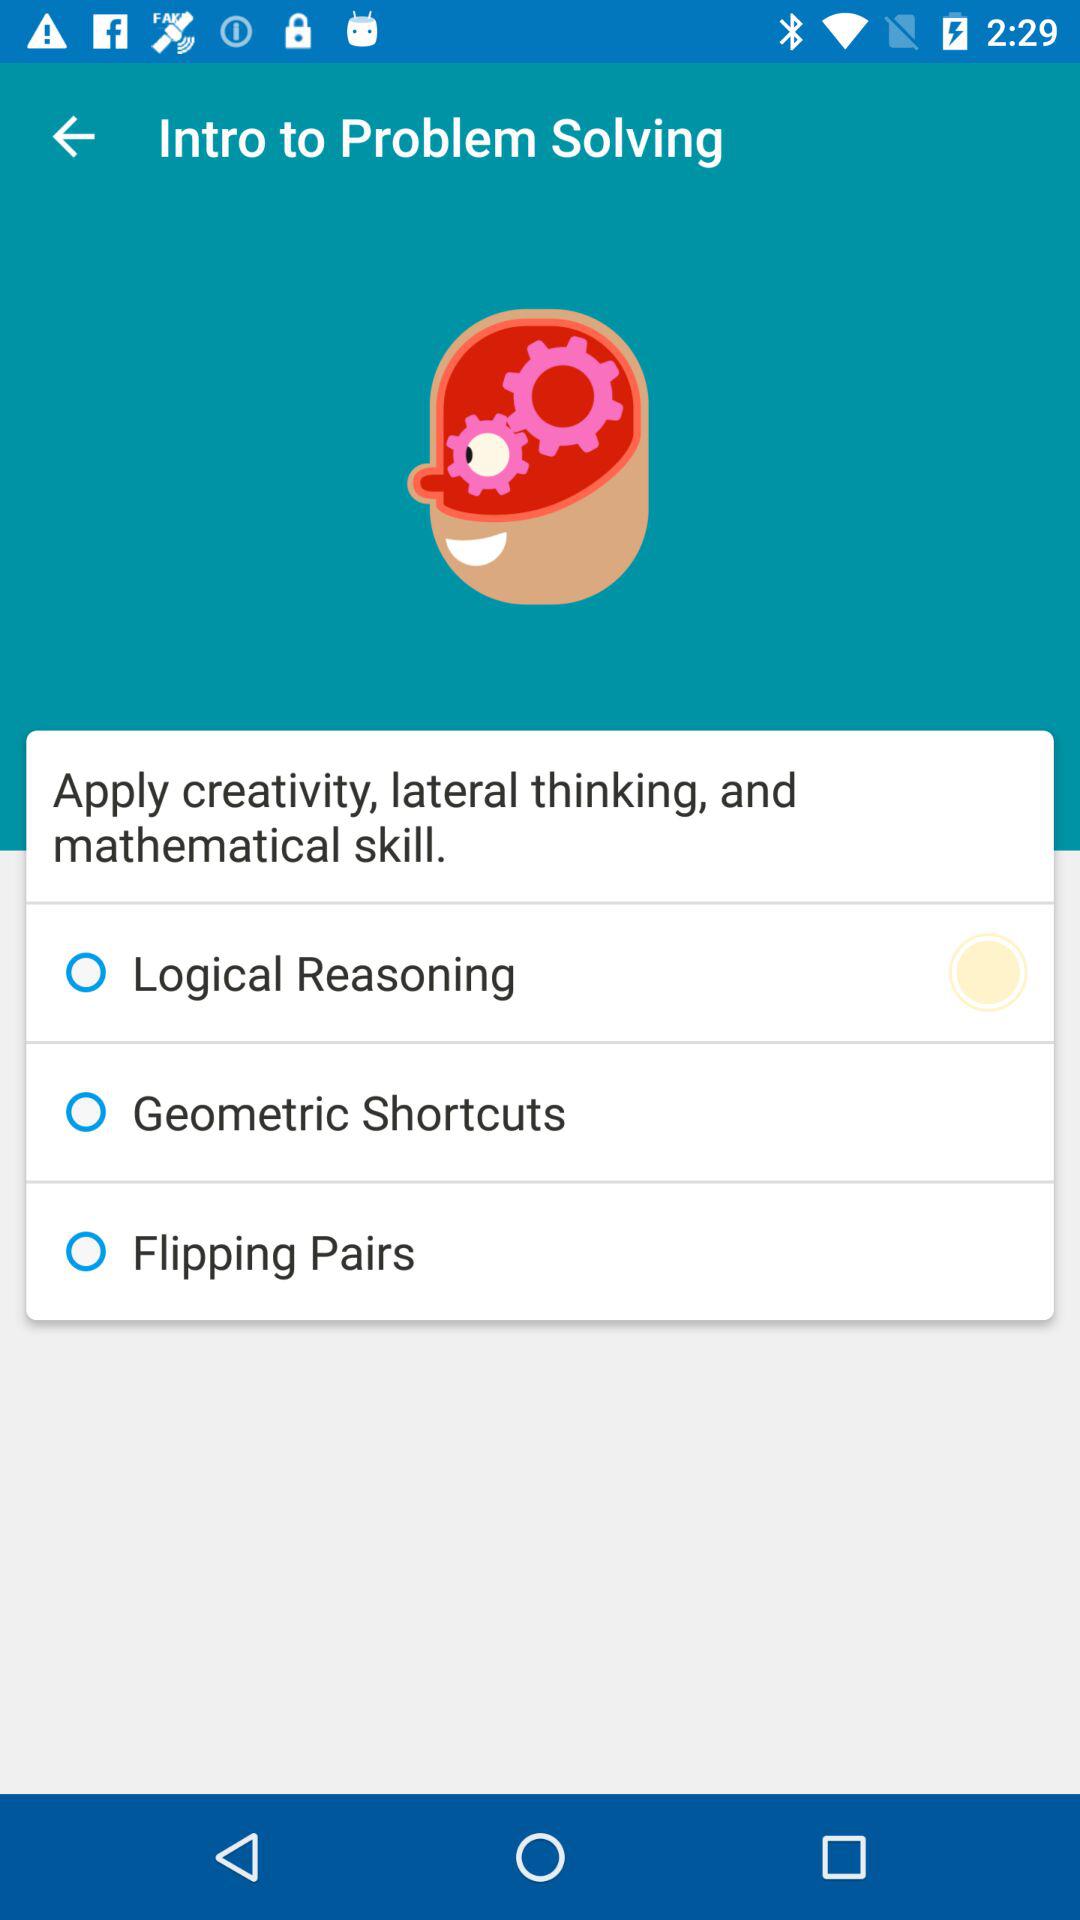 FAKE
2:29
Intro to Problem Solving
Apply creativity, lateral thinking, and
mathematical skill.
Logical Reasoning
Geometric Shortcuts
Flipping Pairs